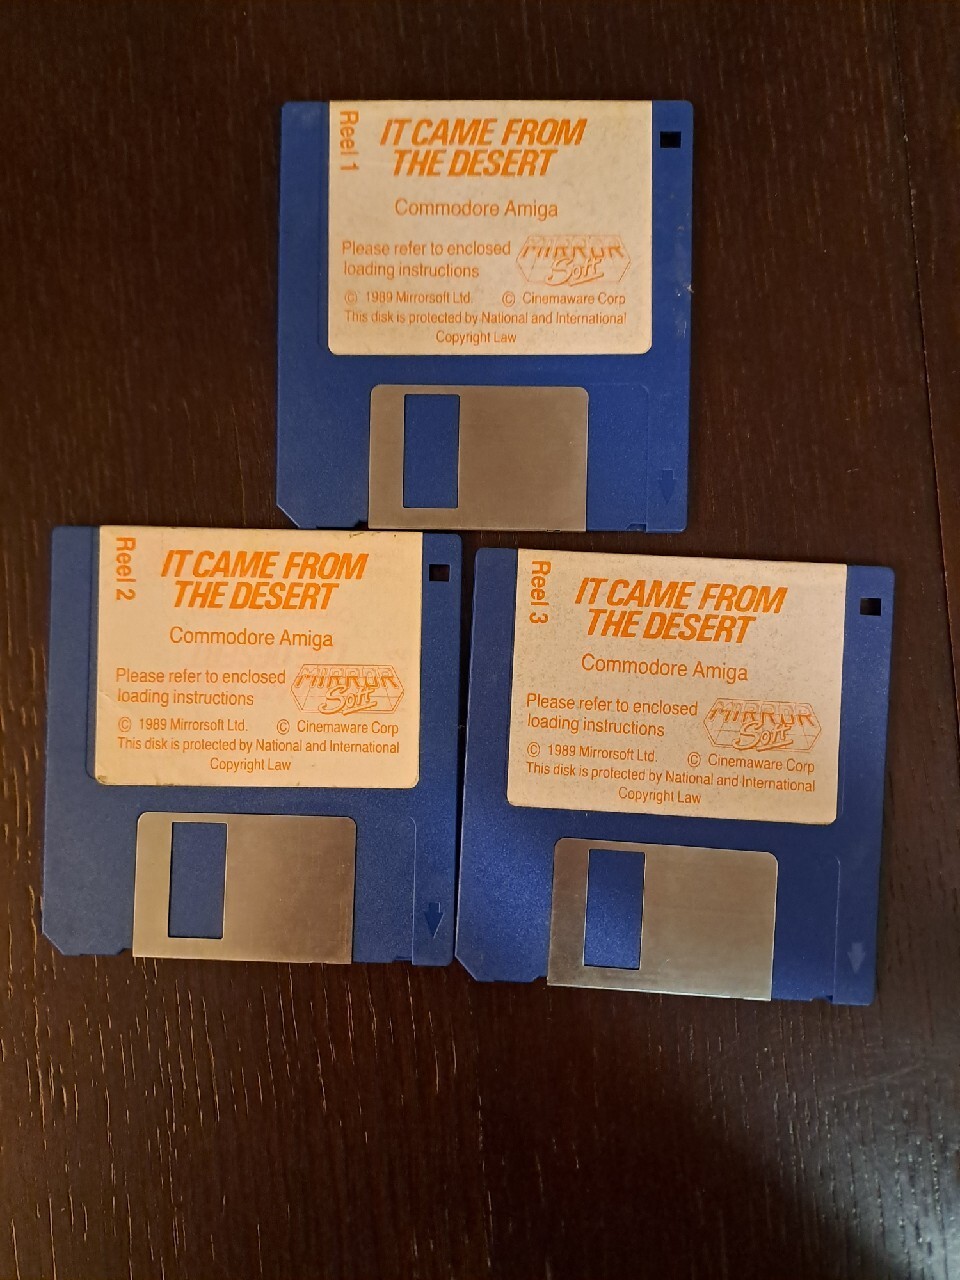 Reel 1
IT CAME FROM
THE DESERT
Commodore Amiga
Please refer to enclosed
loading instructions
MIRROR
Soft
© 1989 Mirrorsoft Ltd. © Cinemaware Corp
This disk is protected by National and International
Copyright Law
Reel 2
IT CAME FROM
THE DESERT
Commodore Amiga
Please refer to enclosed
loading instructions
MIRROR
Soft
© 1989 Mirrorsoft Ltd. © Cinemaware Corp
This disk is protected by National and International
Copyright Law
Reel 3
IT CAME FROM
THE DESERT
Commodore Amiga
Please refer to enclosed
loading instructions
MIRROR
Soft
© 1989 Mirrorsoft Ltd. © Cinemaware Corp
This disk is protected by National and International
Copyright Law